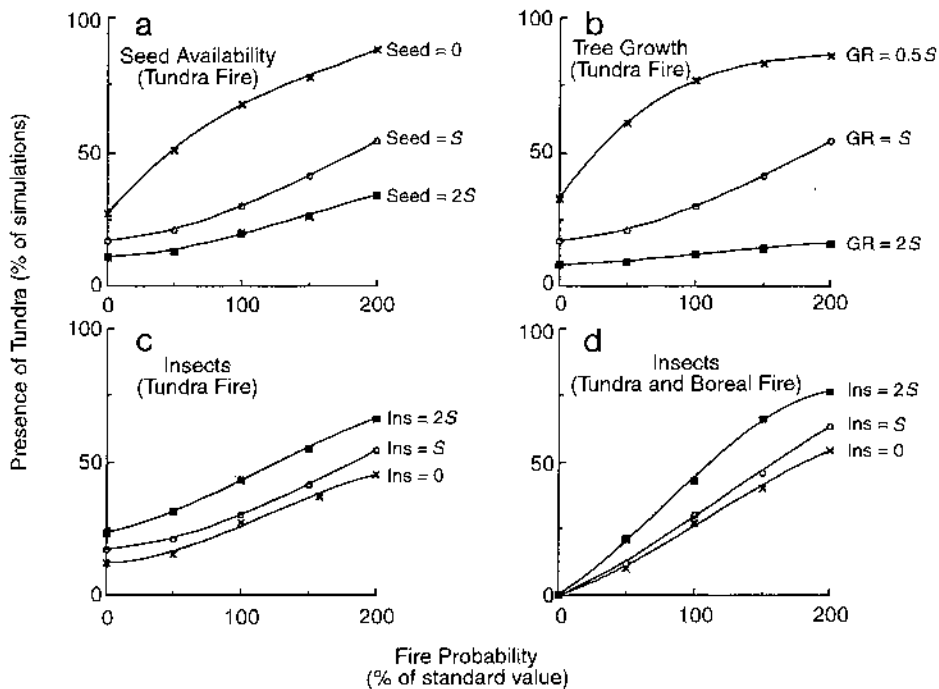 a
Seed Availability
(Tundra Fire)
Seed = 0
Seed = S
Seed = 2S
100
50
0
0
100
200
b
Tree Growth
(Tundra Fire)
GR = 0.5S
GR = S
GR = 2S
100
50
0
0
100
200
c
Insects
(Tundra Fire)
Ins = 2S
Ins = S
Ins = 0
100
50
0
0
100
200
d
Insects
(Tundra and Boreal Fire)
Ins = 2S
Ins = S
Ins = 0
100
50
0
0
100
200
Presence of Tundra (% of simulations)
Fire Probability
(% of standard value)